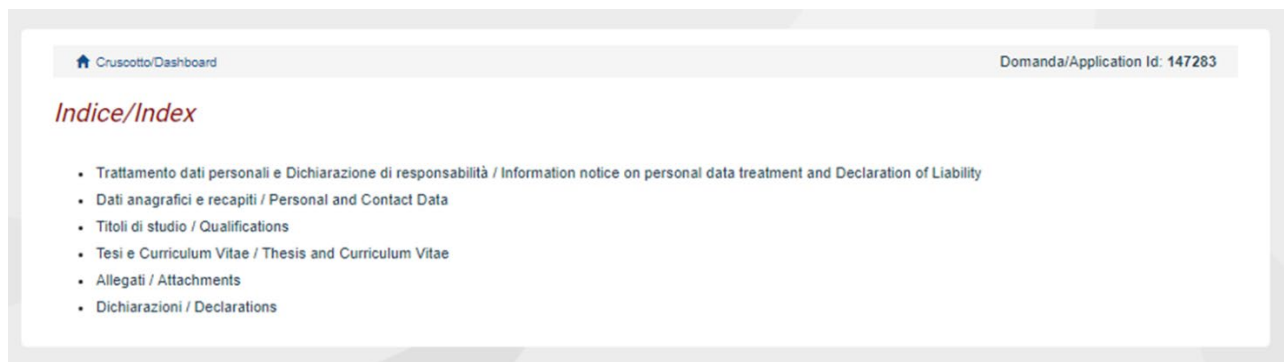 Cruscotto/Dashboard
Domanda/Application Id: 147283
Indice/Index
Trattamento dati personali e Dichiarazione di responsabilità / Information notice on personal data treatment and Declaration of Liability
Dati anagrafici e recapiti / Personal and Contact Data
Titoli di studio / Qualifications
Tesi e Curriculum Vitae / Thesis and Curriculum Vitae
Allegati / Attachments
Dichiarazioni / Declarations